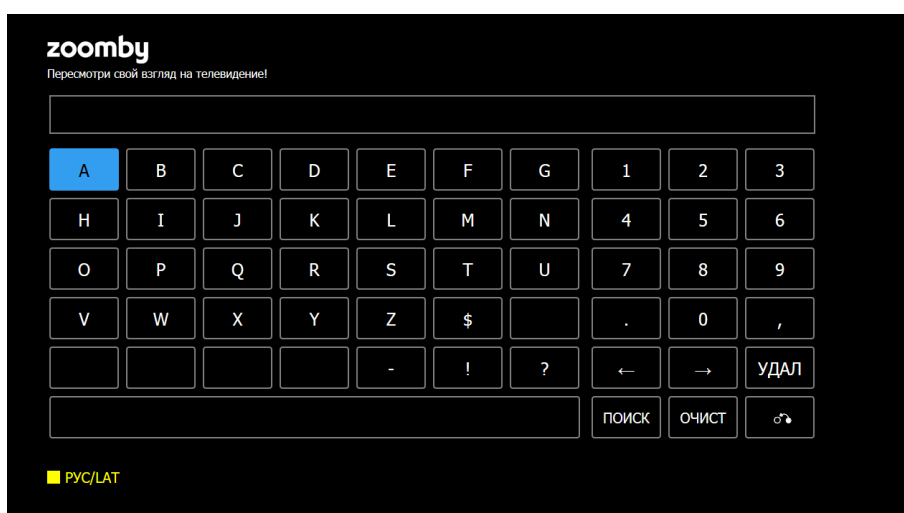 zoomby
Пересмотри свой взгляд на телевидение!
A B C D E F G 1 2 3
H I J K L M N 4 5 6
O P Q R S T U 7 8 9
V W X Y Z $ . 0 ,
- ! ? ← → УДАЛ
ПОИСК ОЧИСТ
РУС/LAT